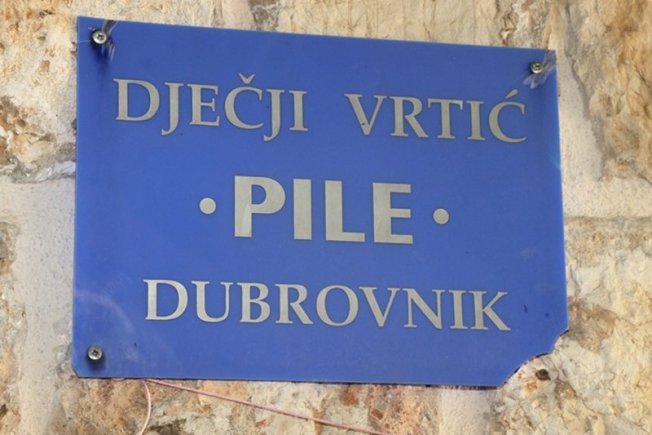 DJEČJI VRTIĆ
• PILE •
DUBROVNIK